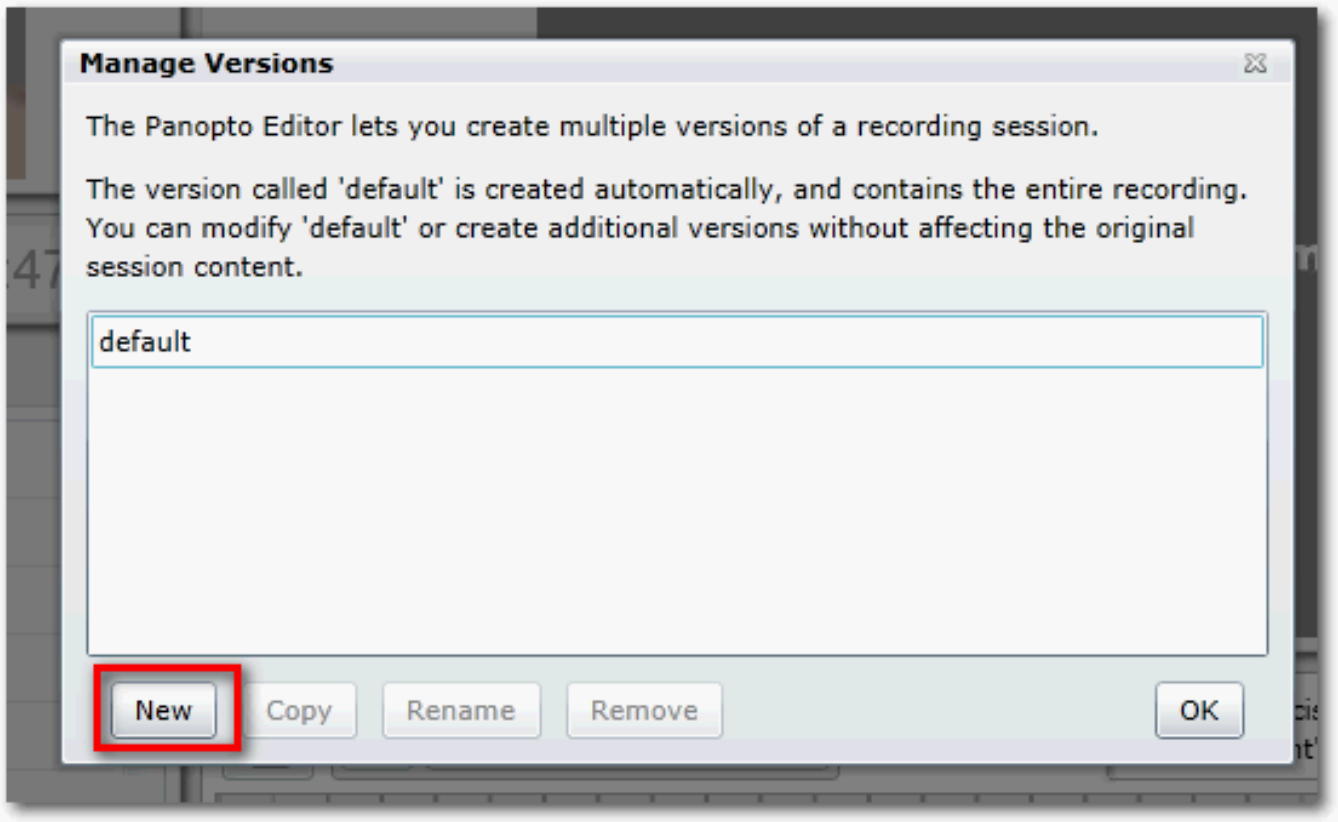 Manage Versions
The Panopto Editor lets you create multiple versions of a recording session.
The version called 'default' is created automatically, and contains the entire recording.
You can modify 'default' or create additional versions without affecting the original
session content.
:47
default
New Copy Rename Remove OK